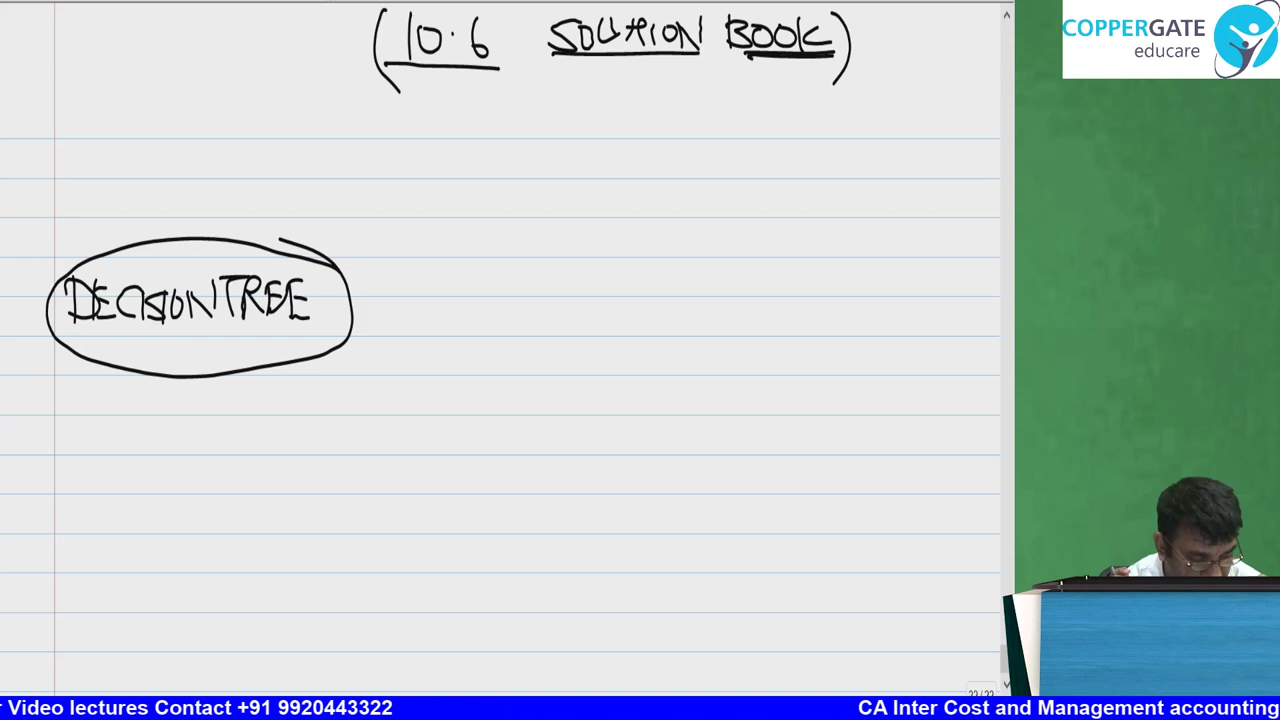 (10.6 SOLUTION BOOK)
COPPERGATE
educare
DECISION TREE
Video lectures Contact +91 9920443322
CA Inter Cost and Management accounting